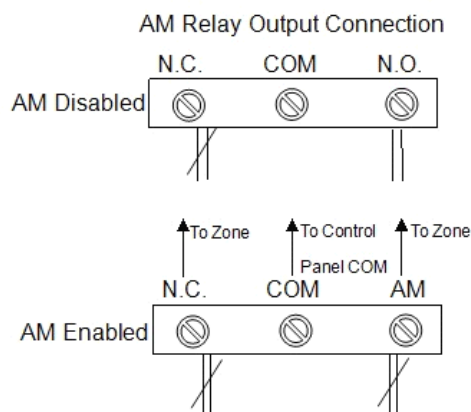 AM Relay Output Connection
N.C. COM N.O.
AM Disabled
To Zone To Control To Zone
Panel COM
N.C. COM AM
AM Enabled